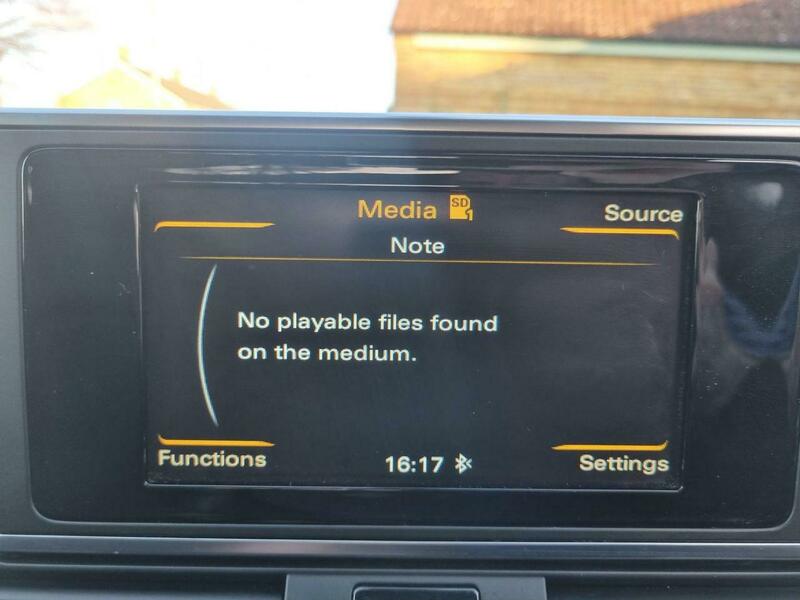 Media SD 1
Source
Note
No playable files found
on the medium.
Functions
16:17
Settings